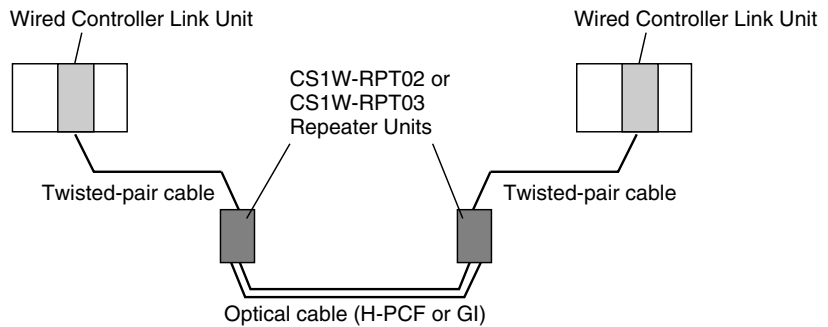 Wired Controller Link Unit
Wired Controller Link Unit
CS1W-RPT02 or
CS1W-RPT03
Repeater Units
Twisted-pair cable
Twisted-pair cable
Optical cable (H-PCF or GI)